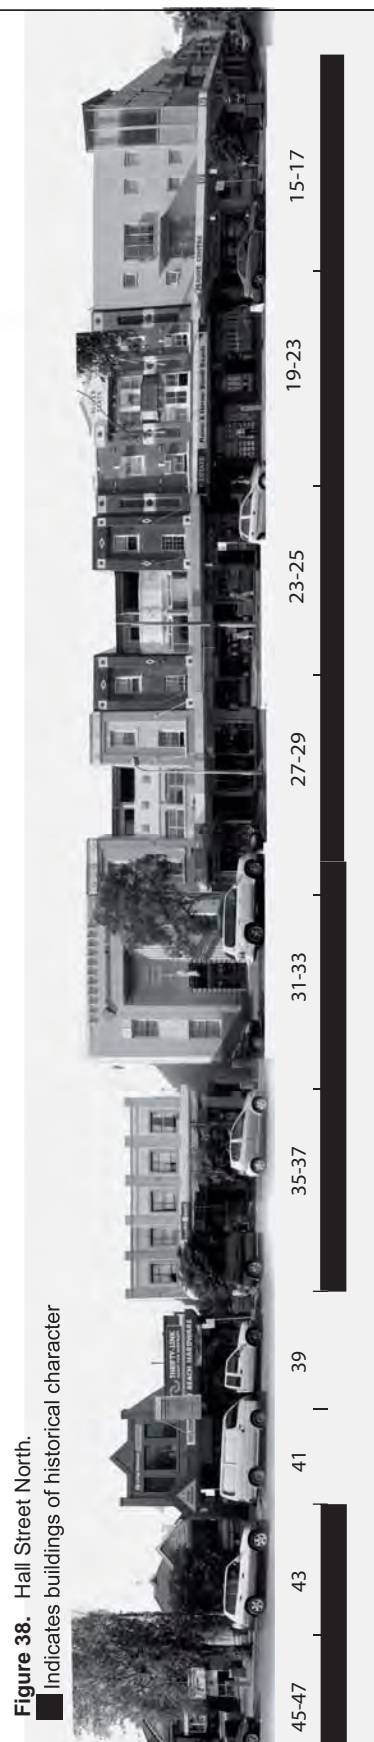 Figure 38. Hall Street North.
Indicates buildings of historical character
THRIFTY-LINK
BEACH HARDWARE
45-47
43
41
39
35-37
31-33
27-29
23-25
19-23
15-17